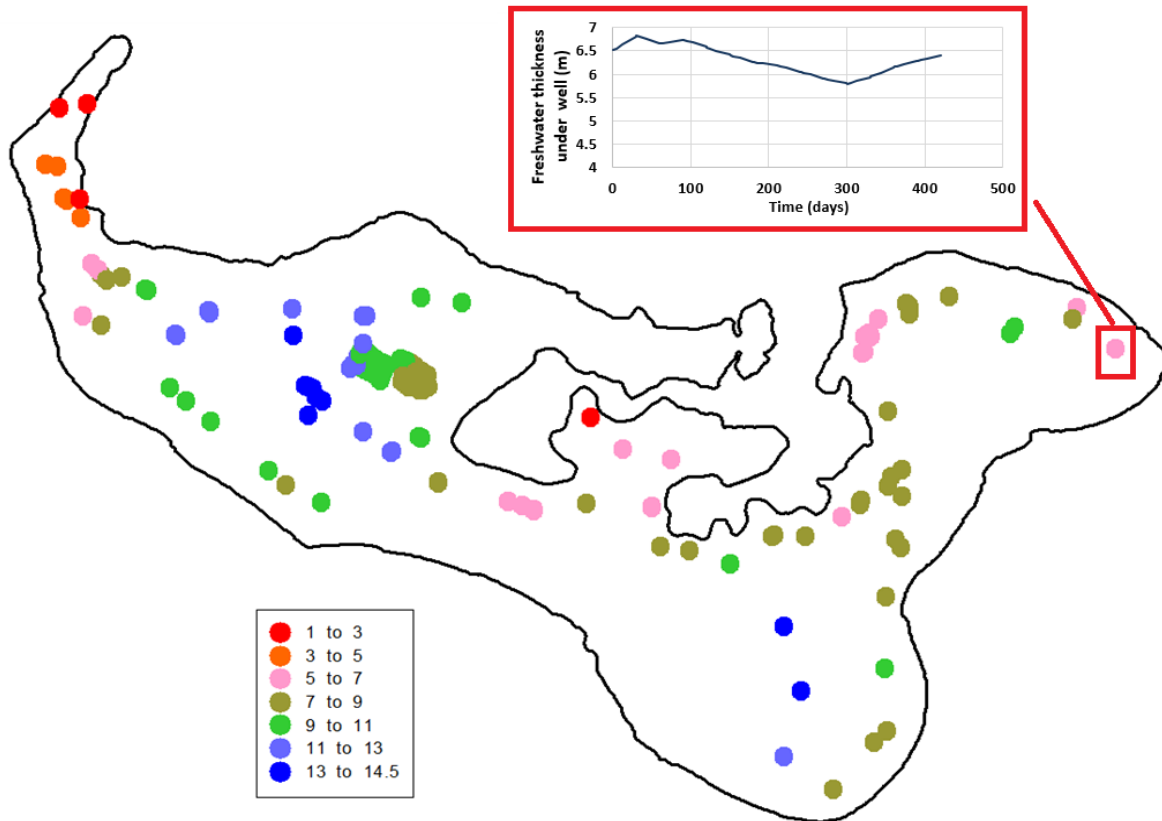 Freshwater thickness
under well (m)
7
6.5
6
5.5
5
4.5
4
0 100 200 300 400 500
Time (days)
1 to 3
3 to 5
5 to 7
7 to 9
9 to 11
11 to 13
13 to 14.5